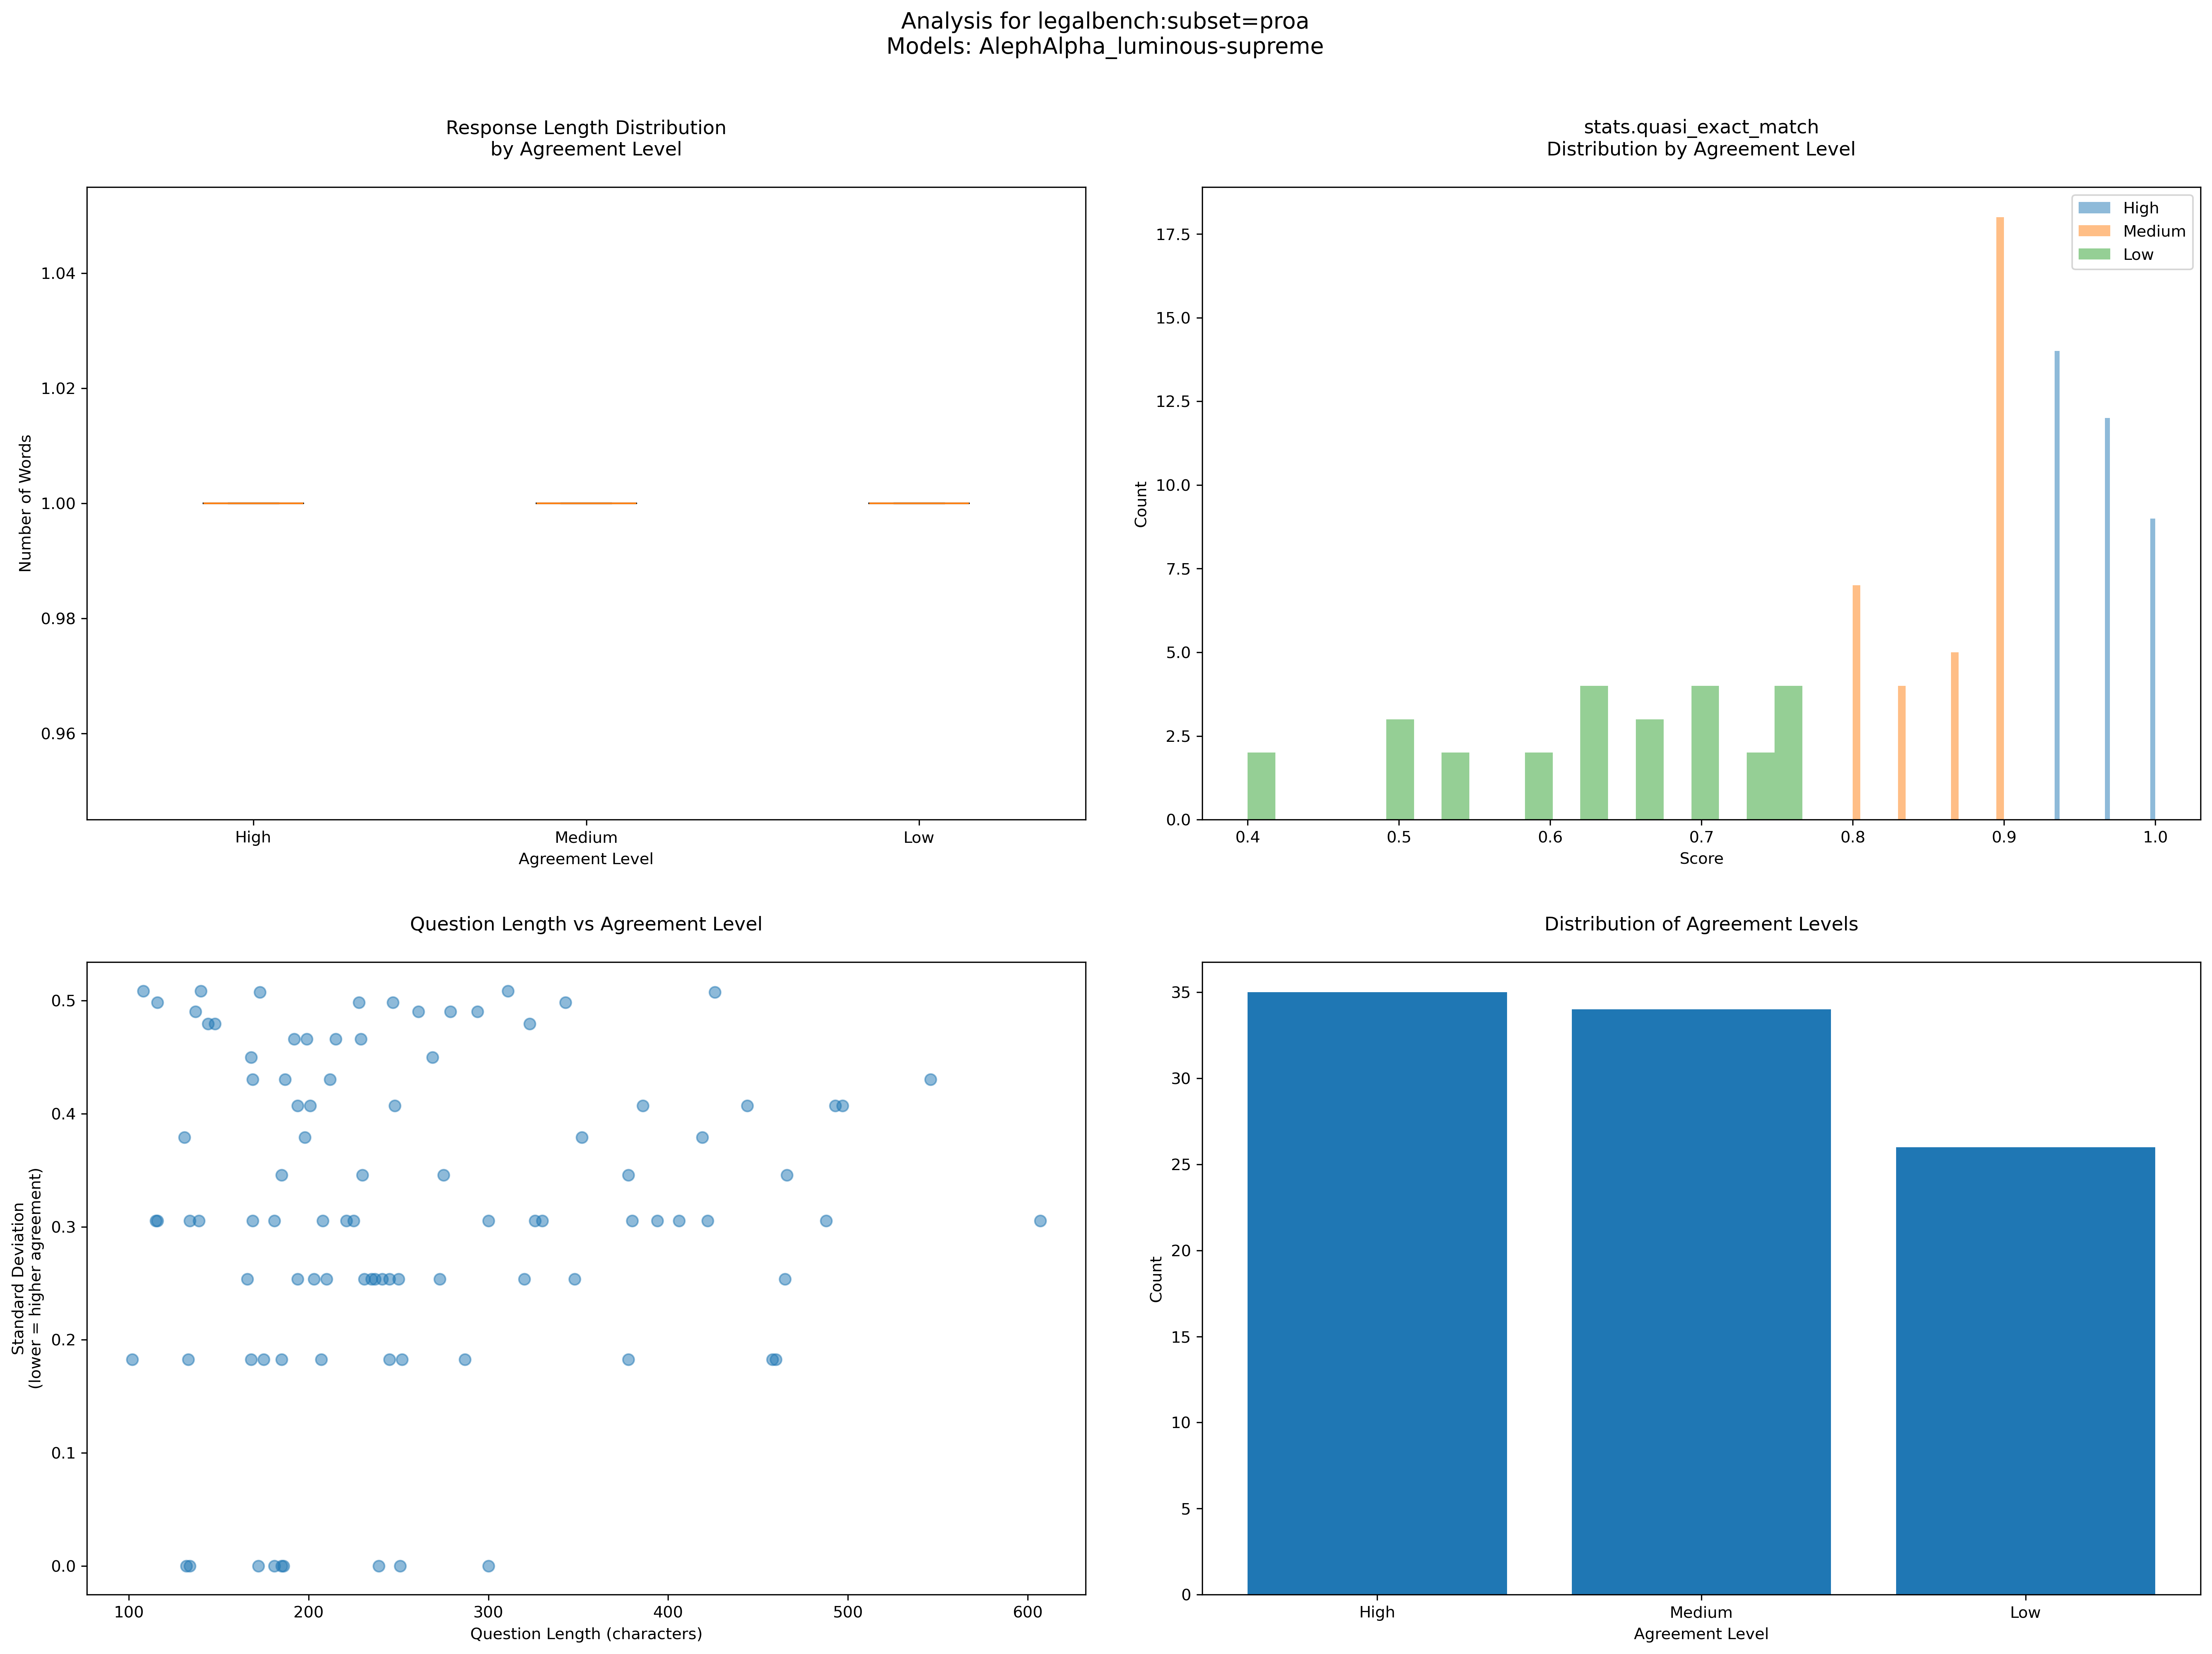 Analysis for legalbench:subset=proa
Models: AlephAlpha_luminous-supreme
Response Length Distribution
by Agreement Level
Number of Words
1.04
1.02
1.00
0.98
0.96
High
Medium
Low
Agreement Level
stats.quasi_exact_match
Distribution by Agreement Level
Count
17.5
15.0
12.5
10.0
7.5
5.0
2.5
0.0
High
Medium
Low
0.4
0.5
0.6
0.7
0.8
0.9
1.0
Score
Question Length vs Agreement Level
Standard Deviation
(lower = higher agreement)
0.5
0.4
0.3
0.2
0.1
0.0
100
200
300
400
500
600
Question Length (characters)
Distribution of Agreement Levels
Count
35
30
25
20
15
10
5
0
High
Medium
Low
Agreement Level